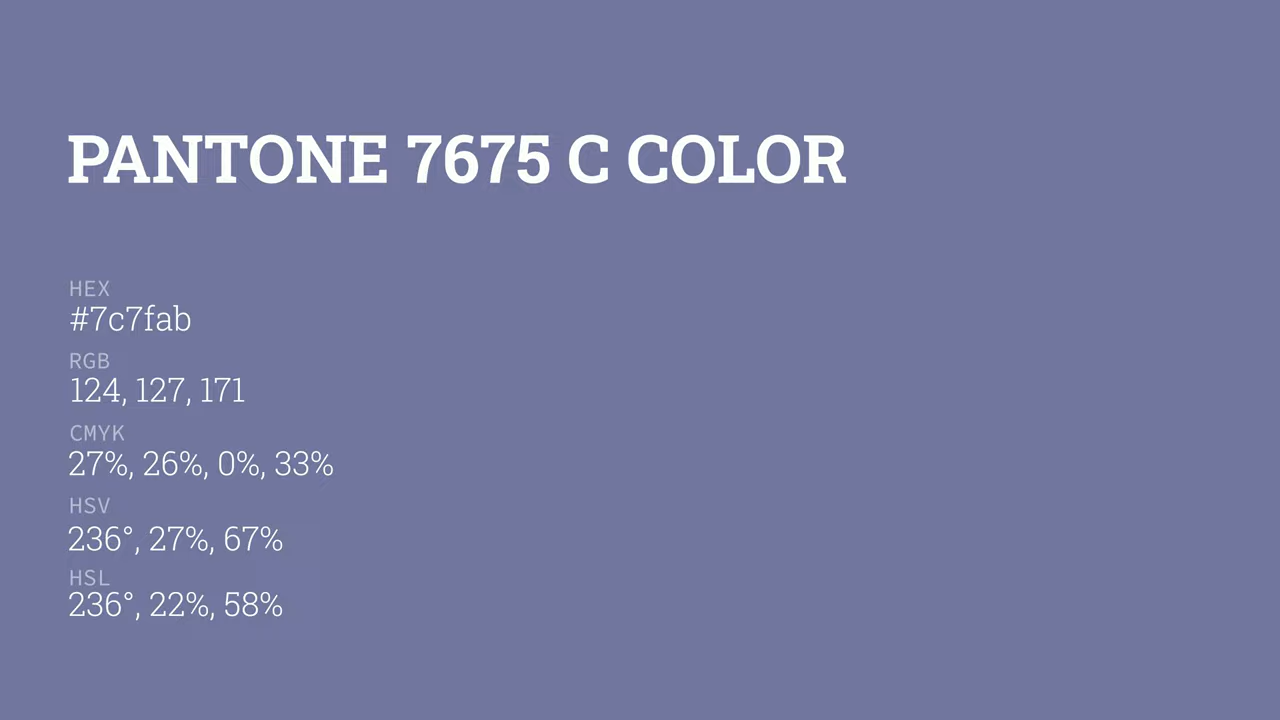 PANTONE 7675 C COLOR
HEX
#7c7fab
RGB
124, 127, 171
CMYK
27%, 26%, 0%, 33%
HSV
236°, 27%, 67%
HSL
236°, 22%, 58%